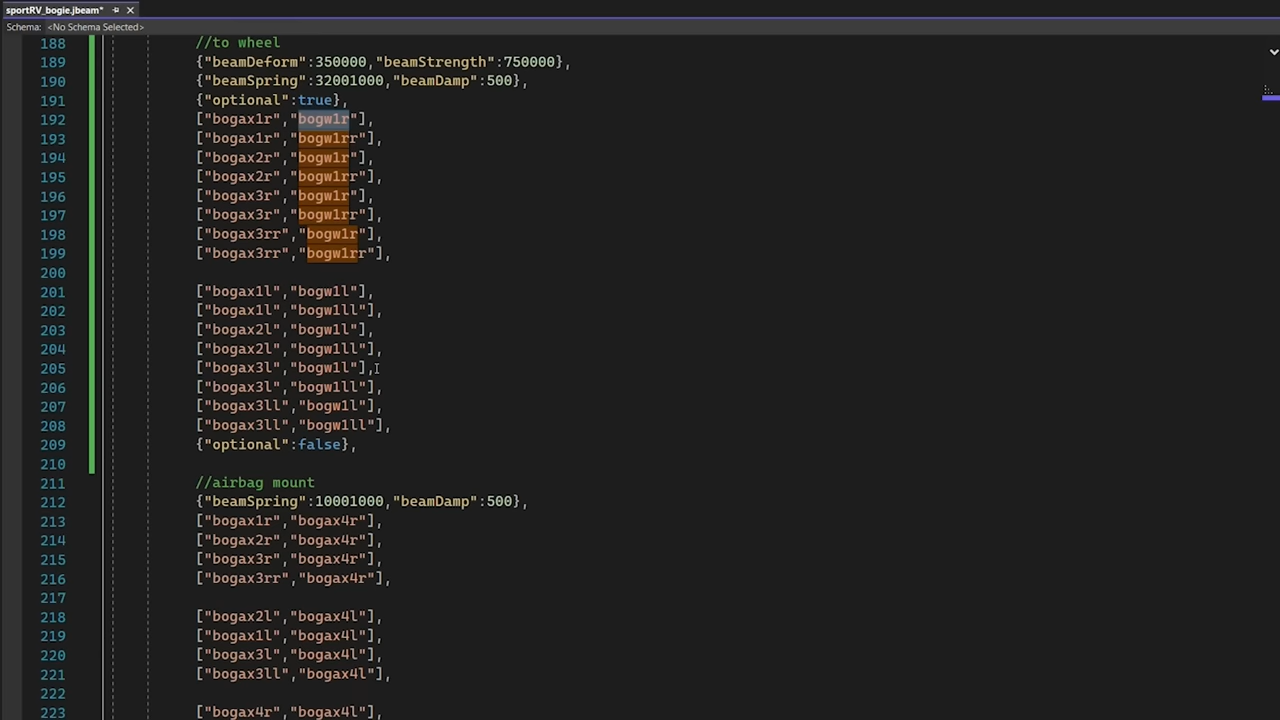 sportRV_bogie.jbeam*
Schema: <No Schema Selected>
188 //to wheel
189 {"beamDeform":350000,"beamStrength":750000},
190 {"beamSpring":32001000,"beamDamp":500},
191 {"optional":true},
192 ["bogax1r","bogw1r"],
193 ["bogax1r","bogw1rr"],
194 ["bogax2r","bogw1r"],
195 ["bogax2r","bogw1rr"],
196 ["bogax3r","bogw1r"],
197 ["bogax3r","bogw1rr"],
198 ["bogax3rr","bogw1r"],
199 ["bogax3rr","bogw1rr"],
200
201 ["bogax1l","bogw1l"],
202 ["bogax1l","bogw1ll"],
203 ["bogax2l","bogw1l"],
204 ["bogax2l","bogw1ll"],
205 ["bogax3l","bogw1l"],
206 ["bogax3l","bogw1ll"],
207 ["bogax3ll","bogw1l"],
208 ["bogax3ll","bogw1ll"],
209 {"optional":false},
210
211 //airbag mount
212 {"beamSpring":10001000,"beamDamp":500},
213 ["bogax1r","bogax4r"],
214 ["bogax2r","bogax4r"],
215 ["bogax3r","bogax4r"],
216 ["bogax3rr","bogax4r"],
217
218 ["bogax2l","bogax4l"],
219 ["bogax1l","bogax4l"],
220 ["bogax3l","bogax4l"],
221 ["bogax3ll","bogax4l"],
222
223 ["bogax4r","bogax4l"],